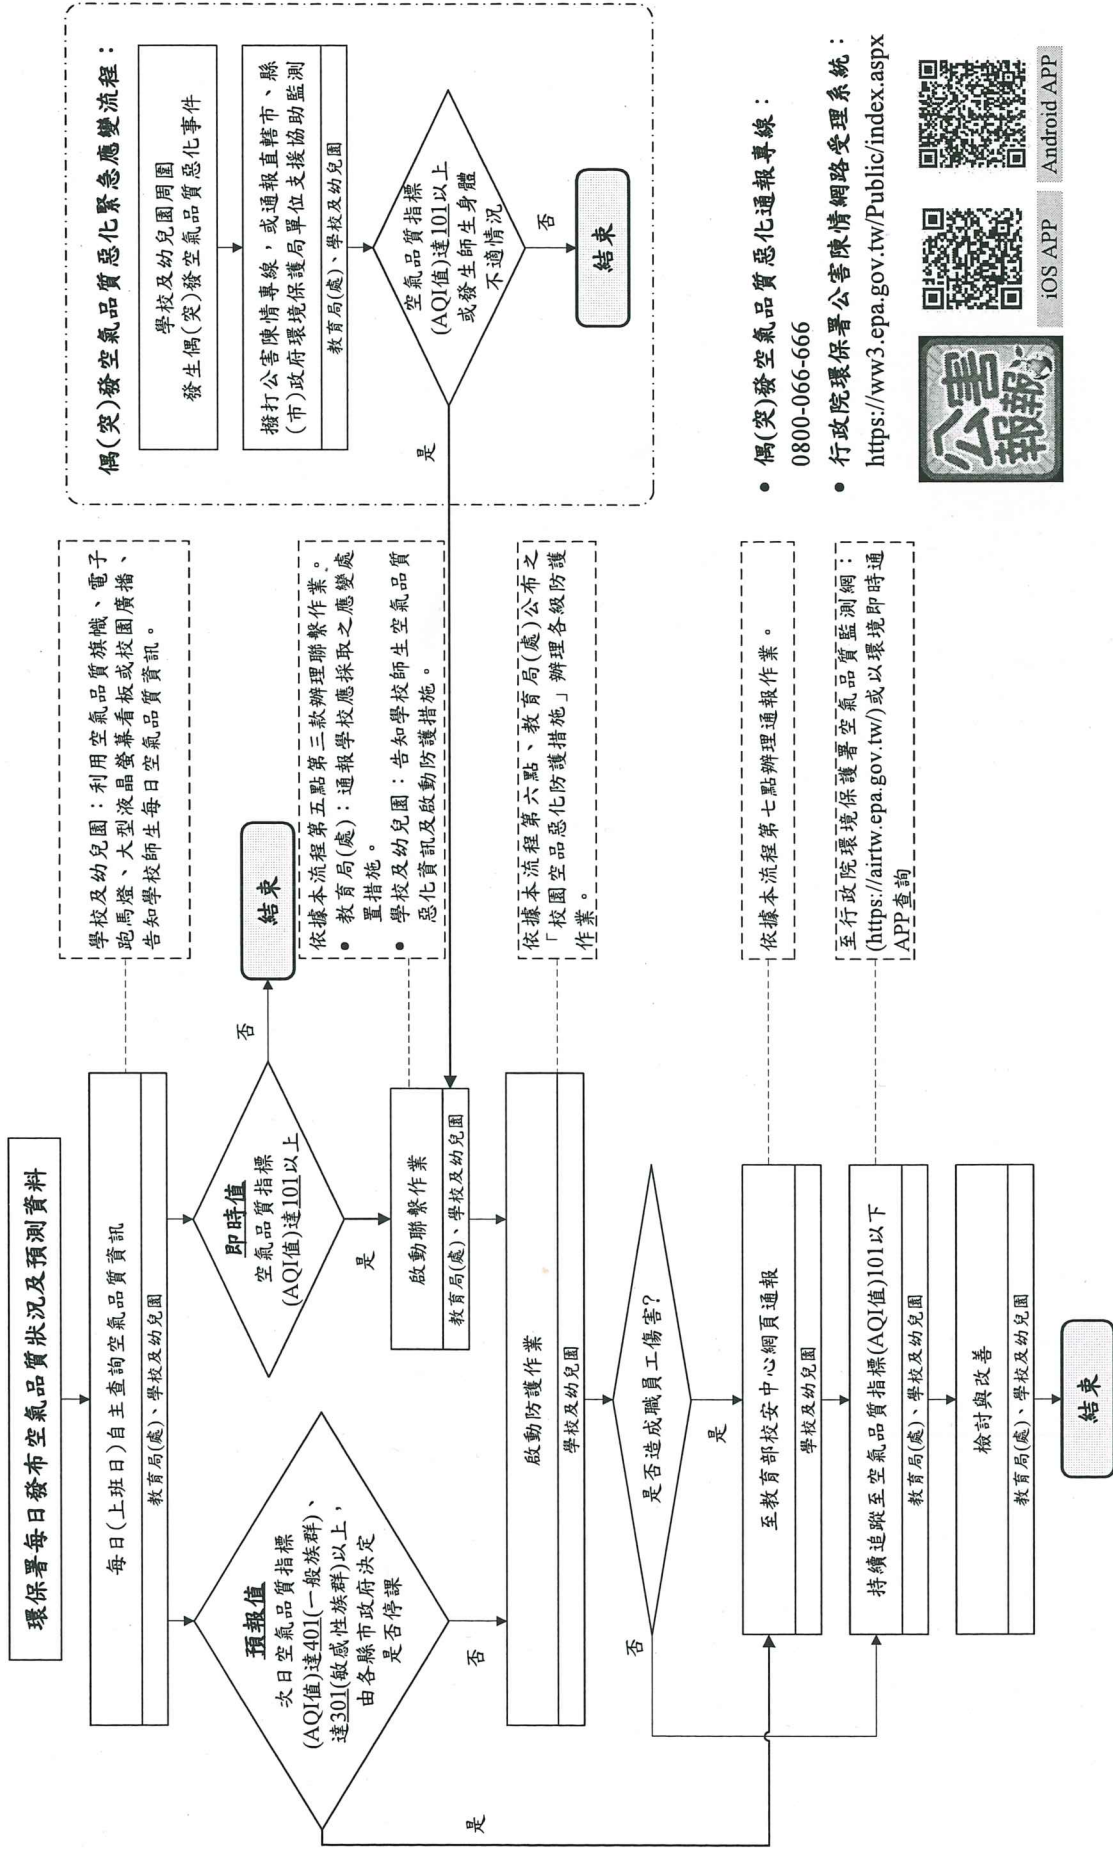 環保署每日發布空氣品質狀況及預測資料
每日(上班日)自主查詢空氣品質資訊
教育局(處)、學校及幼兒園
學校及幼兒園：利用空氣品質旗幟、電子
跑馬燈、大型液晶螢幕看板或校園廣播、
告知學校師生每日空氣品質資訊。
預報值
次日空氣品質指標
(AQI值)達401(一般族群)、
達301(敏感性族群)以上，
由各縣市政府決定
是否停課
是
否
即時值
空氣品質指標
(AQI值)達101以上
否
結束
是
啟動聯繫作業
教育局(處)、學校及幼兒園
依據本流程第五點第三款辦理聯繫作業。
• 教育局(處)：通報學校應採取之應變處
置措施。
• 學校及幼兒園：告知學校師生空氣品質
惡化資訊及啟動防護措施。
啟動防護作業
學校及幼兒園
依據本流程第六點、教育局(處)公布之
「校園空品惡化防護措施」辦理各級防護
作業。
是否造成職員工傷害?
否
是
至教育部校安中心網頁通報
學校及幼兒園
依據本流程第七點辦理通報作業。
持續追蹤至空氣品質指標(AQI值)101以下
教育局(處)、學校及幼兒園
至行政院環境保護署空氣品質監測網：
(https://airtw.epa.gov.tw/)或以環境即時通
APP查詢
檢討與改善
教育局(處)、學校及幼兒園
結束
偶(突)發空氣品質惡化緊急應變流程：
學校及幼兒園周圍
發生偶(突)發空氣品質惡化事件
撥打公害陳情專線，或通報直轄市、縣
(市)政府環境保護局單位支援協助監測
教育局(處)、學校及幼兒園
空氣品質指標
(AQI值)達101以上
或發生師生身體
不適情況
是
否
結束
• 偶(突)發空氣品質惡化通報專線：
0800-066-666
• 行政院環境保護署公害陳情網路受理系統：
https://ww3.epa.gov.tw/Public/index.aspx
公害
報報
iOS APP
Android APP